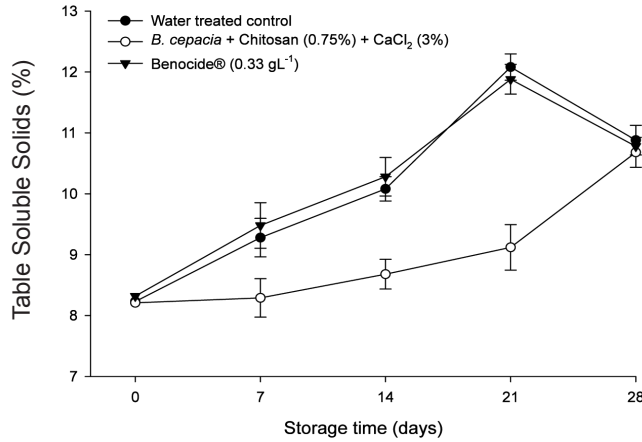 Water treated control
B. cepacia + Chitosan (0.75%) + CaCl₂ (3%)
Benocide® (0.33 gL⁻¹)
Table Soluble Solids (%)
13
12
11
10
9
8
7
0 7 14 21 28
Storage time (days)